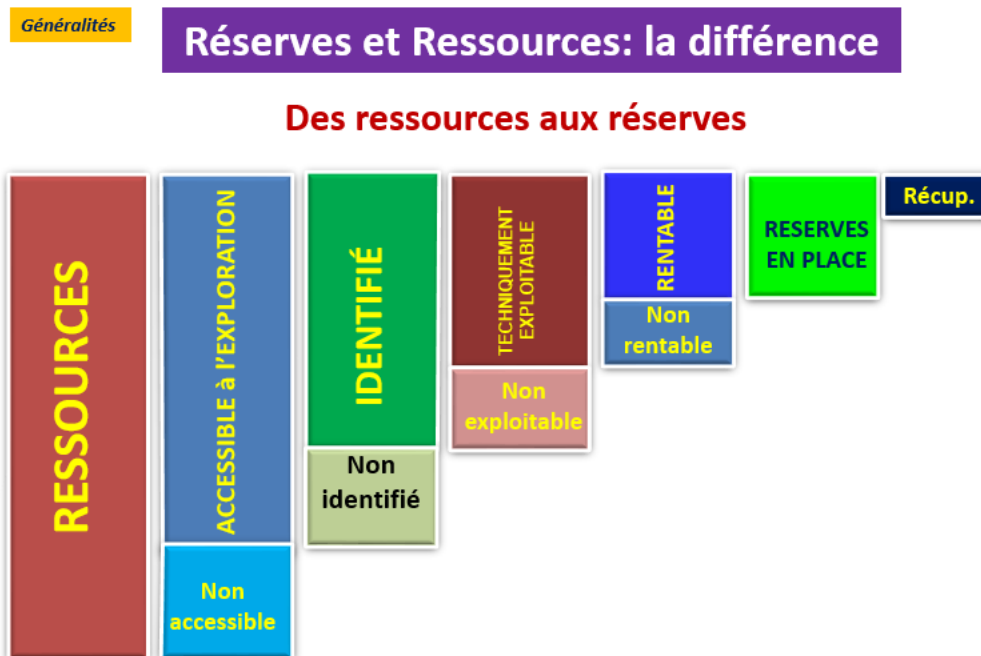 Généralités
Réserves et Ressources: la différence
Des ressources aux réserves
RESSOURCES
ACCESSIBLE à l'EXPLORATION
Non
accessible
IDENTIFIÉ
Non
identifié
TECHNIQUEMENT
EXPLOITABLE
Non
exploitable
RENTABLE
Non
rentable
RESERVES
EN PLACE
Récup.